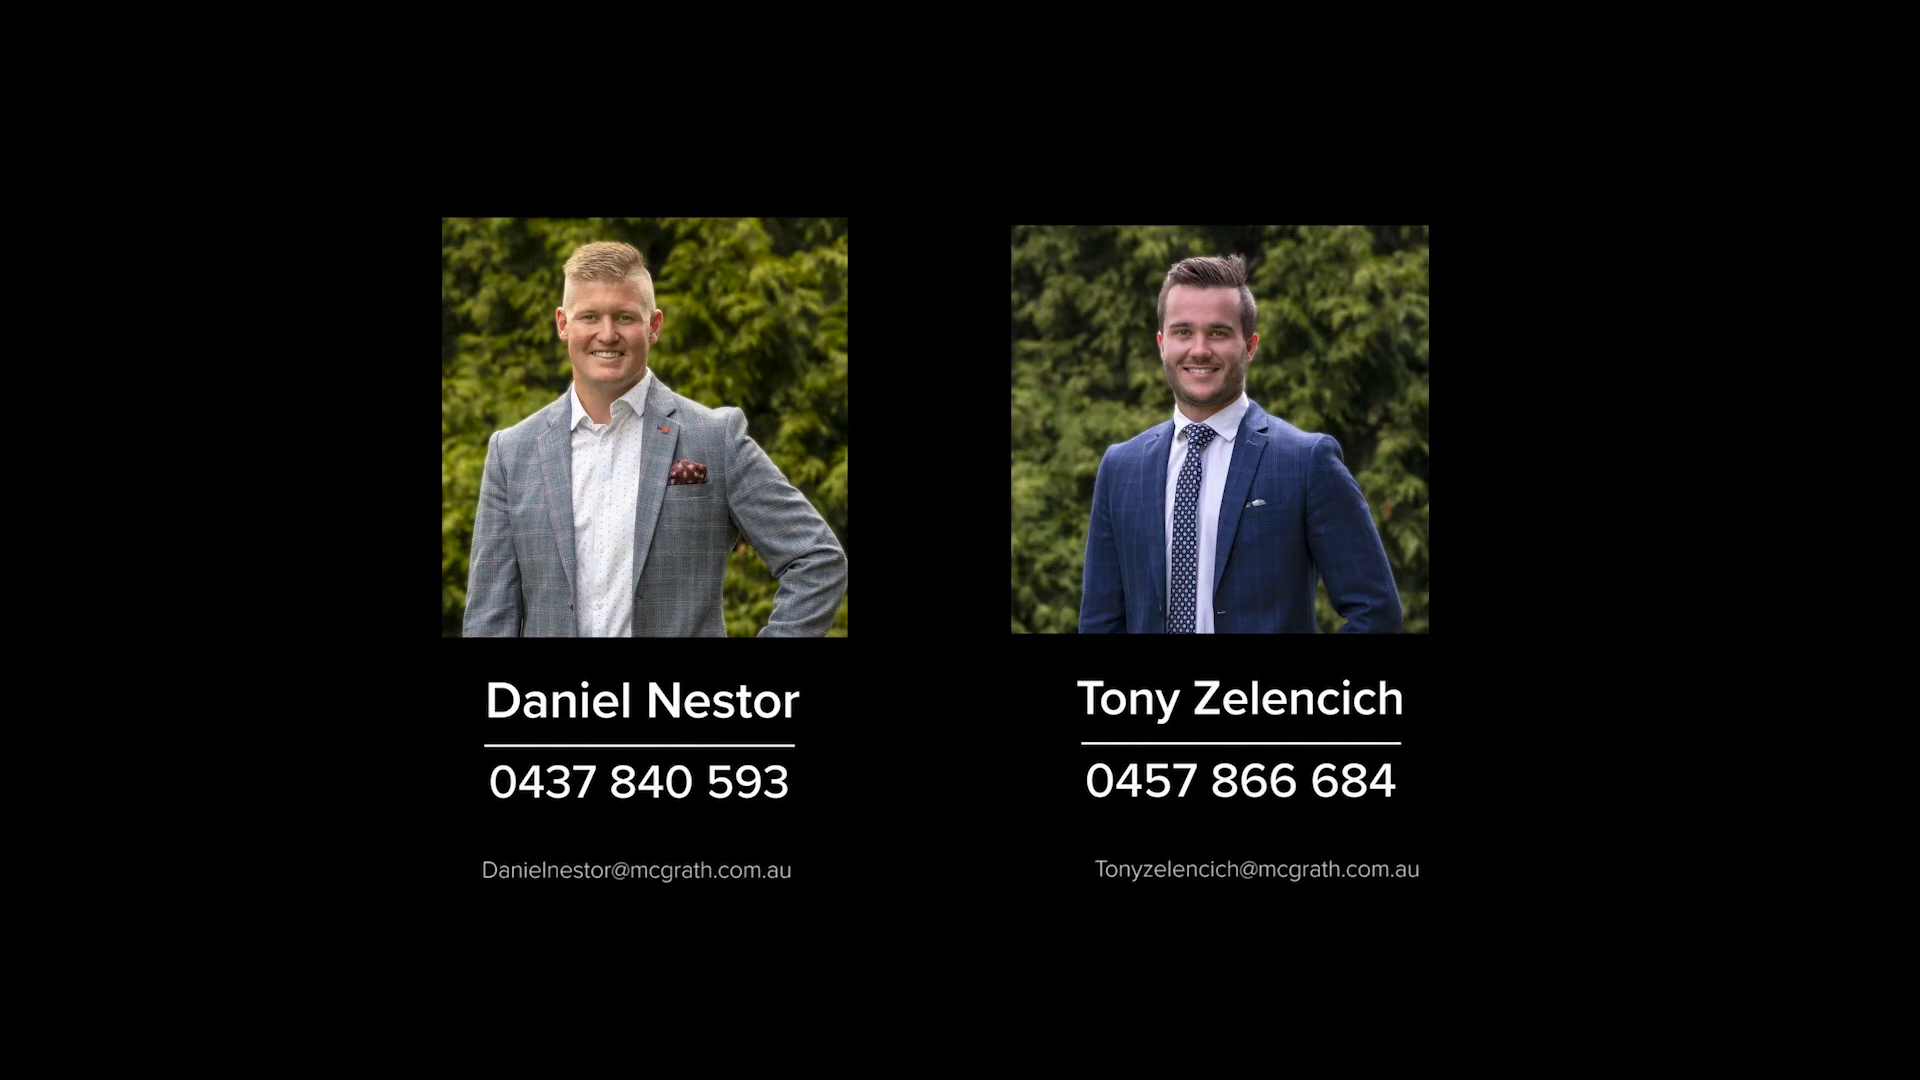 Daniel Nestor
0437 840 593
Danielnestor@mcgrath.com.au
Tony Zelencich
0457 866 684
Tonyzelencich@mcgrath.com.au